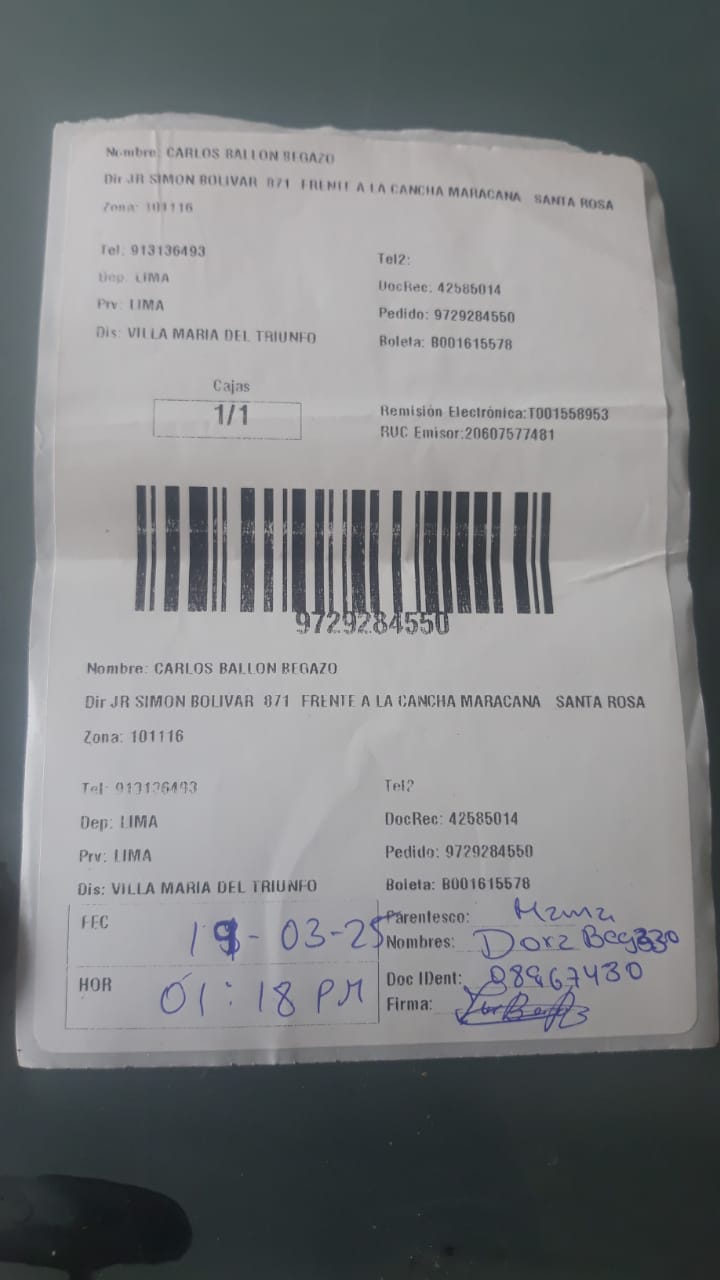 Nombre: CARLOS BALLON BEGAZO
Dir JR SIMON BOLIVAR 871 FRENTE A LA CANCHA MARACANA SANTA ROSA
Zona: 101116
Tel: 913136493 Tel2:
Dep: LIMA DocRec: 42585014
Prv: LIMA Pedido: 9729284550
Dis: VILLA MARIA DEL TRIUNFO Boleta: B001615578
Cajas
1/1
Remisión Electrónica:T001558953
RUC Emisor:20607577481
9729284550
Nombre: CARLOS BALLON BEGAZO
Dir JR SIMON BOLIVAR 871 FRENTE A LA CANCHA MARACANA SANTA ROSA
Zona: 101116
Tel: 913136493 Tel2
Dep: LIMA DocRec: 42585014
Prv: LIMA Pedido: 9729284550
Dis: VILLA MARIA DEL TRIUNFO Boleta: B001615578
FEC 19-03-25 Parentesco: Mama
Nombres: Dora Begazo
HOR 01:18 PM Doc IDent: 08967430
Firma: